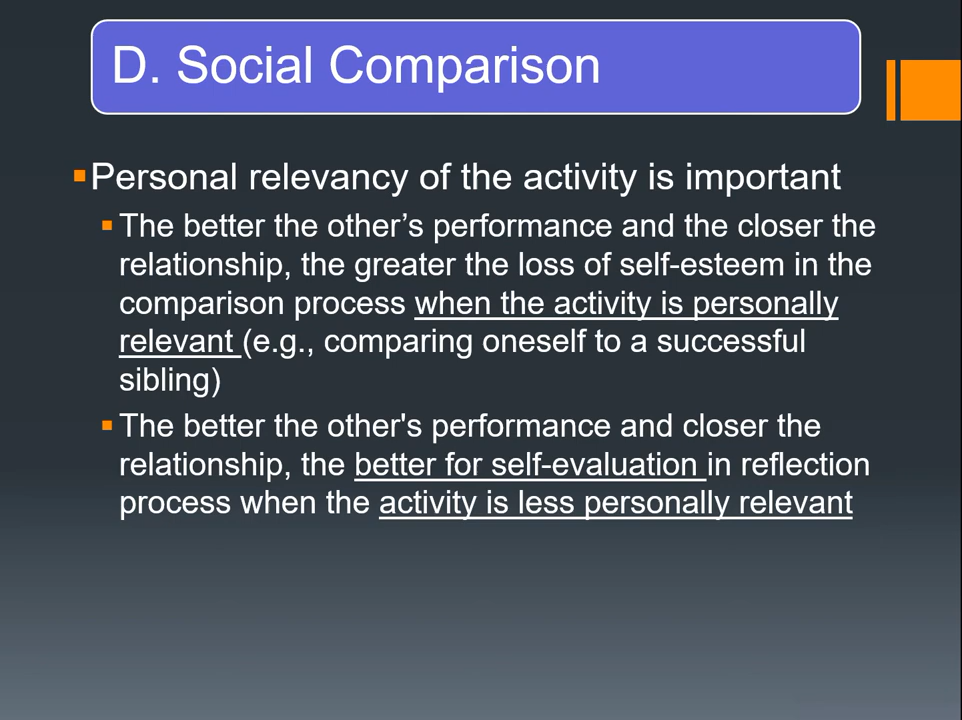 D. Social Comparison
▪Personal relevancy of the activity is important
▪The better the other’s performance and the closer the
relationship, the greater the loss of self-esteem in the
comparison process when the activity is personally
relevant (e.g., comparing oneself to a successful
sibling)
▪The better the other's performance and closer the
relationship, the better for self-evaluation in reflection
process when the activity is less personally relevant